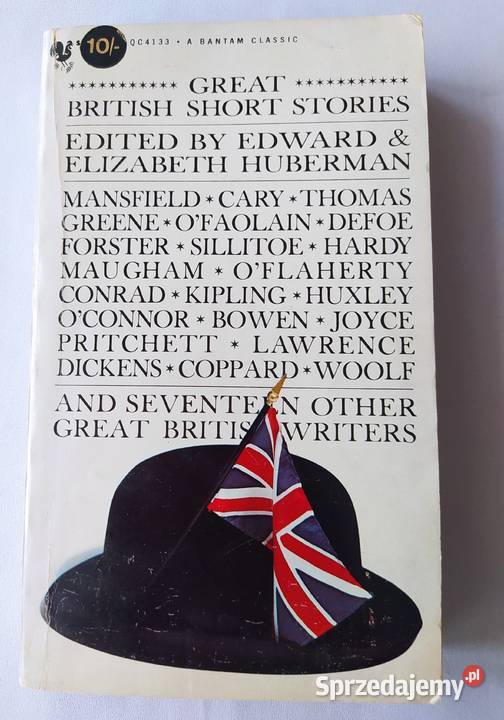 10/- QC4133 • A BANTAM CLASSIC
GREAT
BRITISH SHORT STORIES
EDITED BY EDWARD &
ELIZABETH HUBERMAN
MANSFIELD * CARY * THOMAS
GREENE * O'FAOLAIN * DEFOE
FORSTER * SILLITOE * HARDY
MAUGHAM * O'FLAHERTY
CONRAD * KIPLING * HUXLEY
O'CONNOR * BOWEN * JOYCE
PRITCHETT * LAWRENCE
DICKENS * COPPARD * WOOLF
AND SEVENTEEN OTHER
GREAT BRITISH WRITERS
Sprzedajemy.pl